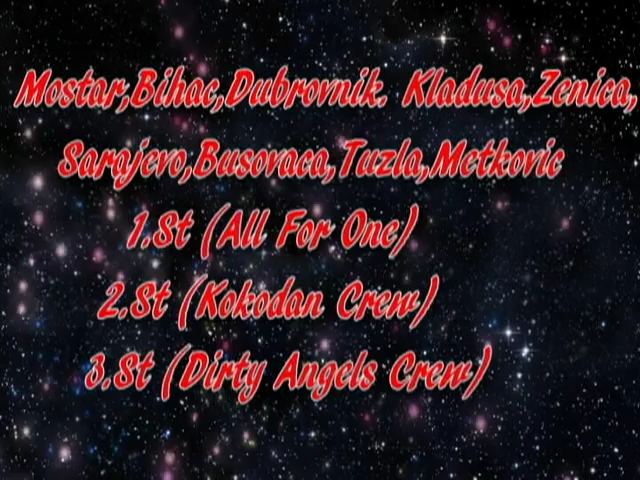 Mostar,Bihac,Dubrovnik. Kladusa,Zenica,
Sarajevo,Busovaca,Tuzla,Metkovic
1.St (All For One)
2.St (Kokodan Crew)
3.St (Dirty Angels Crew)